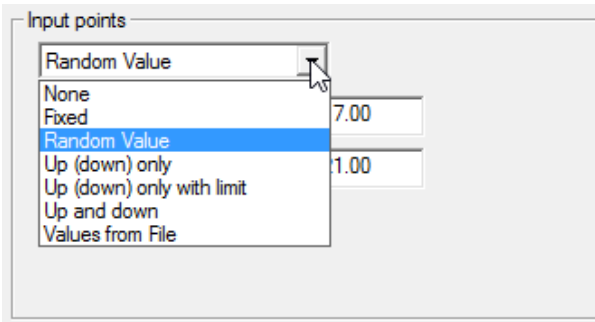 Input points
Random Value
None
Fixed
Random Value
Up (down) only
Up (down) only with limit
Up and down
Values from File
7.00
1.00